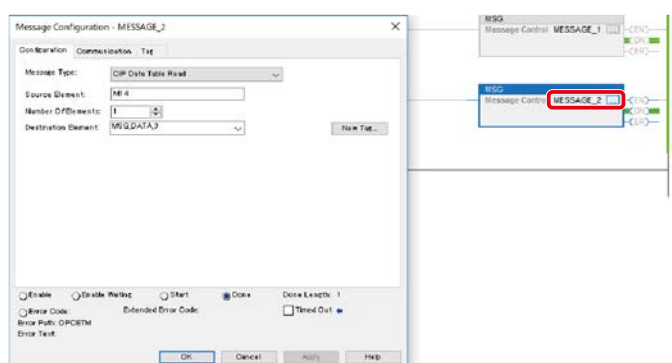 Message Configuration - MESSAGE_2
Configuration Communication Tag
Message Type: CIP Data Table Read
Source Element: M14
Number Of Elements: 1
Destination Element: MSG_DATA_3
New Tag...
Enable Enable Waiting Start Done Done Length: 1
Error Code: Extended Error Code: Timed Out
Error Path: OPCETM
Error Text:
OK Cancel Apply Help
MSG
Message Control MESSAGE_1 ... (EN)
(DN)
(ER)
MSG
Message Control MESSAGE_2 ... (EN)
(DN)
(ER)